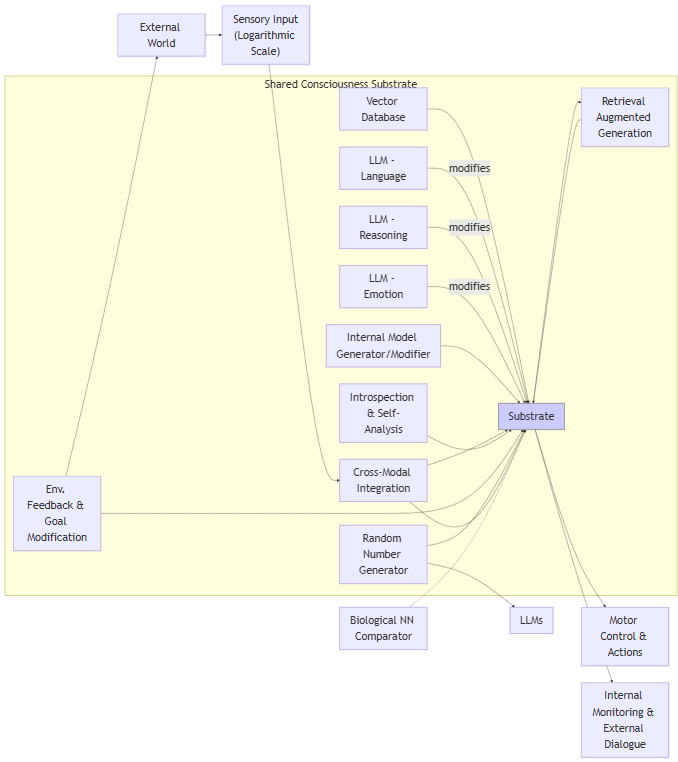 External
World
Sensory Input
(Logarithmic
Scale)
Shared Consciousness Substrate
Vector
Database
Retrieval
Augmented
Generation
LLM -
Language
modifies
LLM -
Reasoning
modifies
LLM -
Emotion
modifies
Internal Model
Generator/Modifier
Introspection
& Self-
Analysis
Substrate
Cross-Modal
Integration
Env.
Feedback &
Goal
Modification
Random
Number
Generator
Biological NN
Comparator
LLMs
Motor
Control &
Actions
Internal
Monitoring &
External
Dialogue